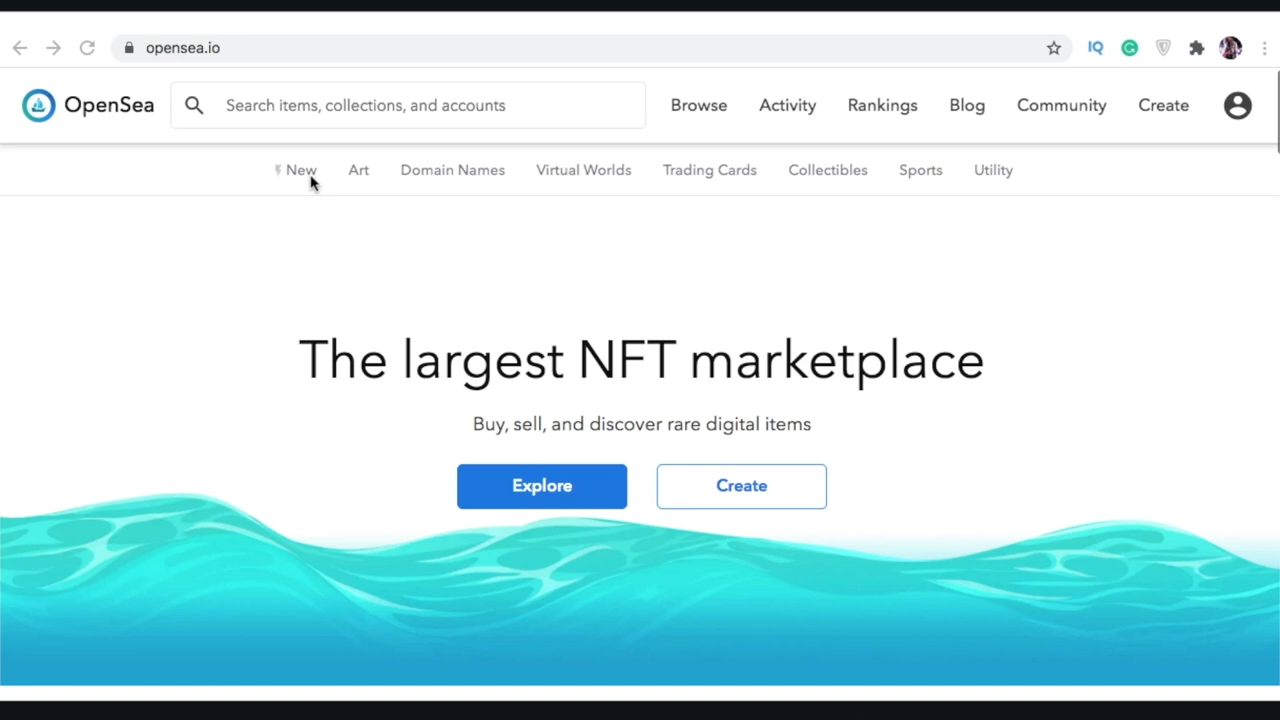 opensea.io
IQ
OpenSea
Search items, collections, and accounts
Browse Activity Rankings Blog Community Create
New Art Domain Names Virtual Worlds Trading Cards Collectibles Sports Utility
The largest NFT marketplace
Buy, sell, and discover rare digital items
Explore Create